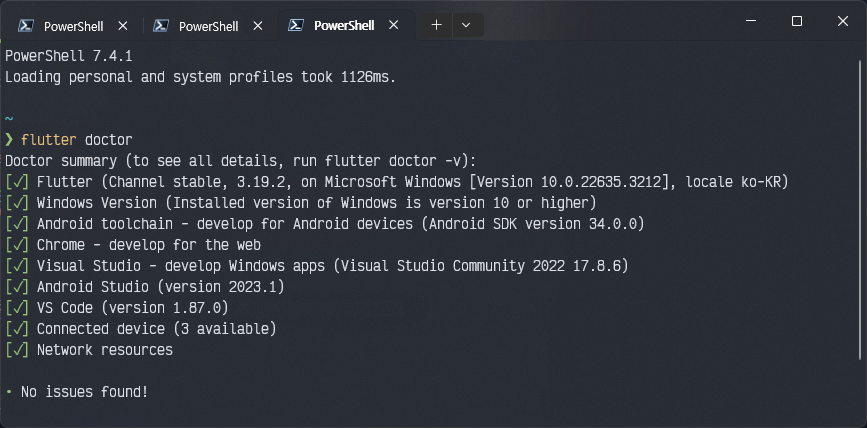 PowerShell PowerShell PowerShell
PowerShell 7.4.1
Loading personal and system profiles took 1126ms.
~
❯ flutter doctor
Doctor summary (to see all details, run flutter doctor -v):
[✓] Flutter (Channel stable, 3.19.2, on Microsoft Windows [Version 10.0.22635.3212], locale ko-KR)
[✓] Windows Version (Installed version of Windows is version 10 or higher)
[✓] Android toolchain - develop for Android devices (Android SDK version 34.0.0)
[✓] Chrome - develop for the web
[✓] Visual Studio - develop Windows apps (Visual Studio Community 2022 17.8.6)
[✓] Android Studio (version 2023.1)
[✓] VS Code (version 1.87.0)
[✓] Connected device (3 available)
[✓] Network resources
• No issues found!